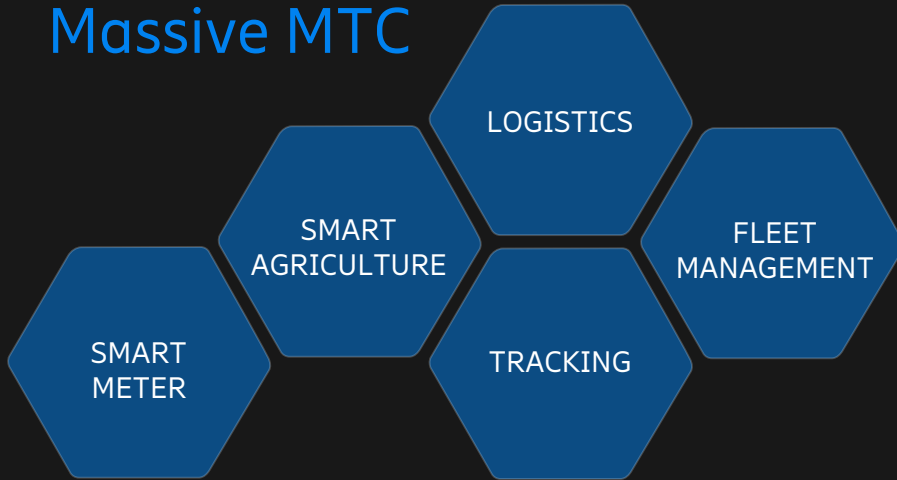 Massive MTC
LOGISTICS
SMART
AGRICULTURE
FLEET
MANAGEMENT
SMART
METER
TRACKING